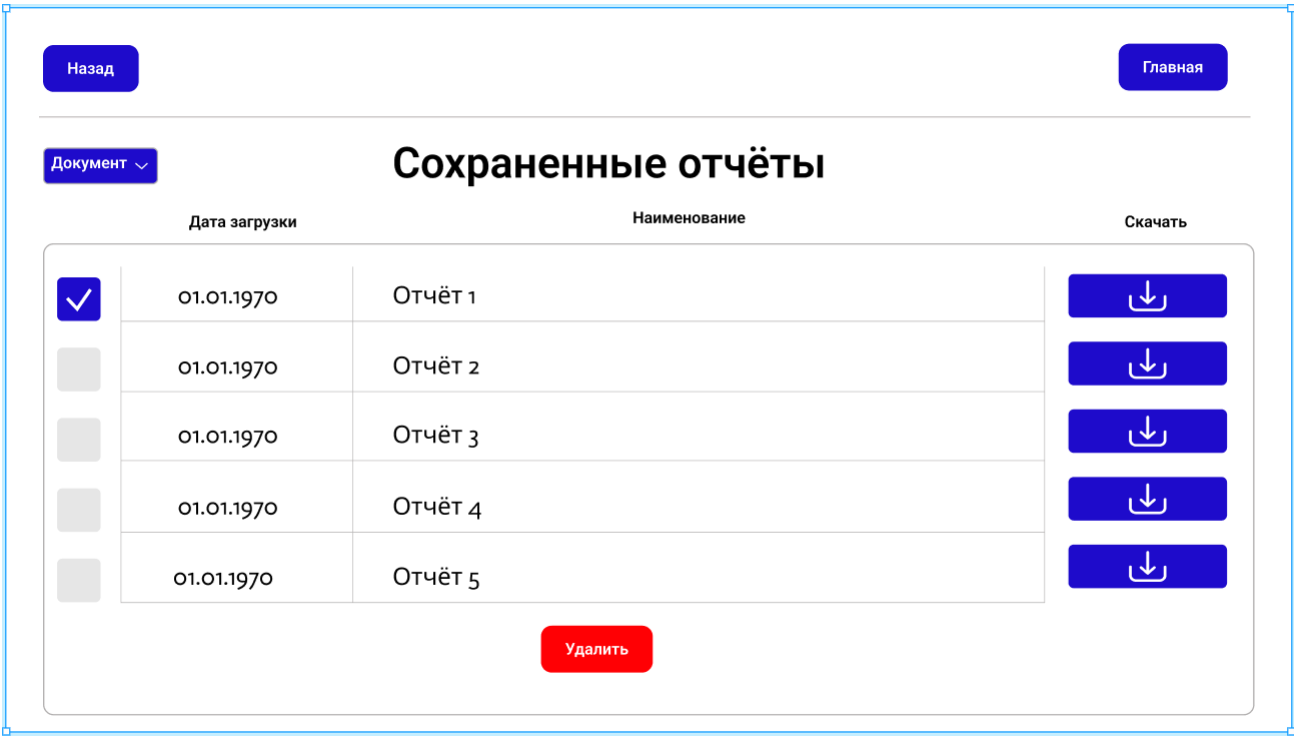 Назад
Главная
Документ
Сохраненные отчёты
Дата загрузки
Наименование
Скачать
01.01.1970
Отчёт 1
01.01.1970
Отчёт 2
01.01.1970
Отчёт 3
01.01.1970
Отчёт 4
01.01.1970
Отчёт 5
Удалить